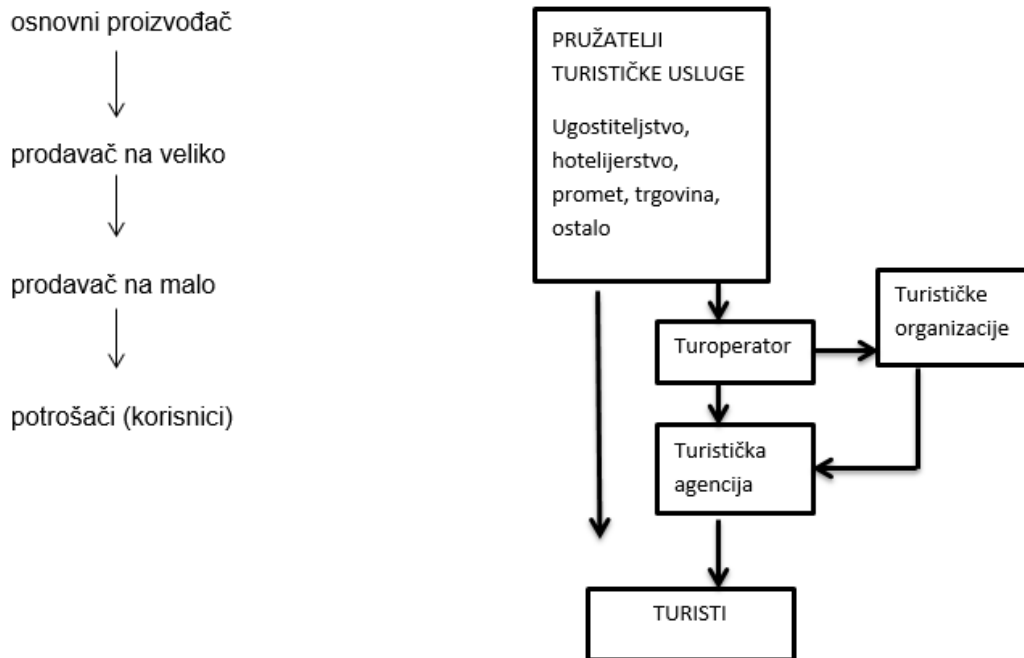 osnovni proizvođač
prodavač na veliko
prodavač na malo
potrošači (korisnici)
PRUŽATELJI
TURISTIČKE USLUGE
Ugostiteljstvo,
hotelijerstvo,
promet, trgovina,
ostalo
Turističke
organizacije
Turoperator
Turistička
agencija
TURISTI